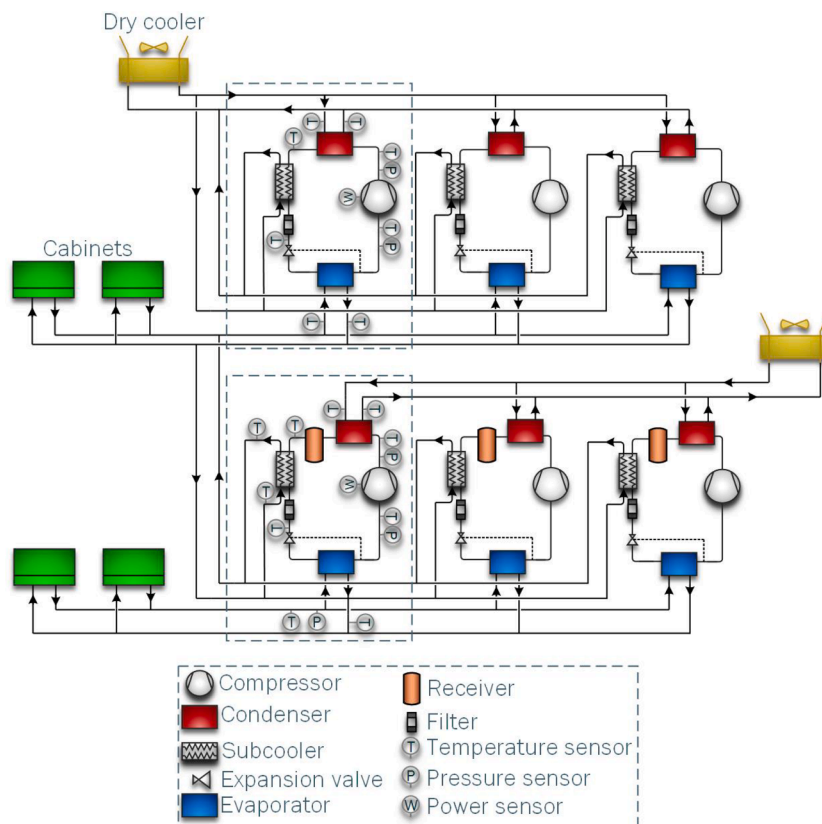 Dry cooler
T T
T
T
P
W
T
T P
Cabinets
T T
T T
T T
T
P
W
T
T
T
P
T P T
Compressor
Condenser
Subcooler
Expansion valve
Evaporator
Receiver
Filter
T Temperature sensor
P Pressure sensor
W Power sensor